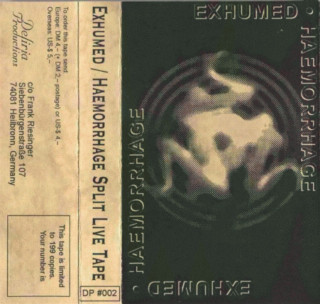 Delirja
Productions
c/o Frank Riesinger
Siebenbürgenstraße 107
74081 Heilbronn, Germany
To order this tape send:
Europe: DM 4.- (+ DM 2.- postage) or US-$ 4.-
Overseas: US-$ 5.-
This tape is limited
to 199 copies.
Your number is
EXHUMED / HAEMORRHAGE SPLIT LIVE TAPE
DP #002
EXHUMED · HAEMORRHAGE ·
EXHUMED · HAEMORRHAGE ·